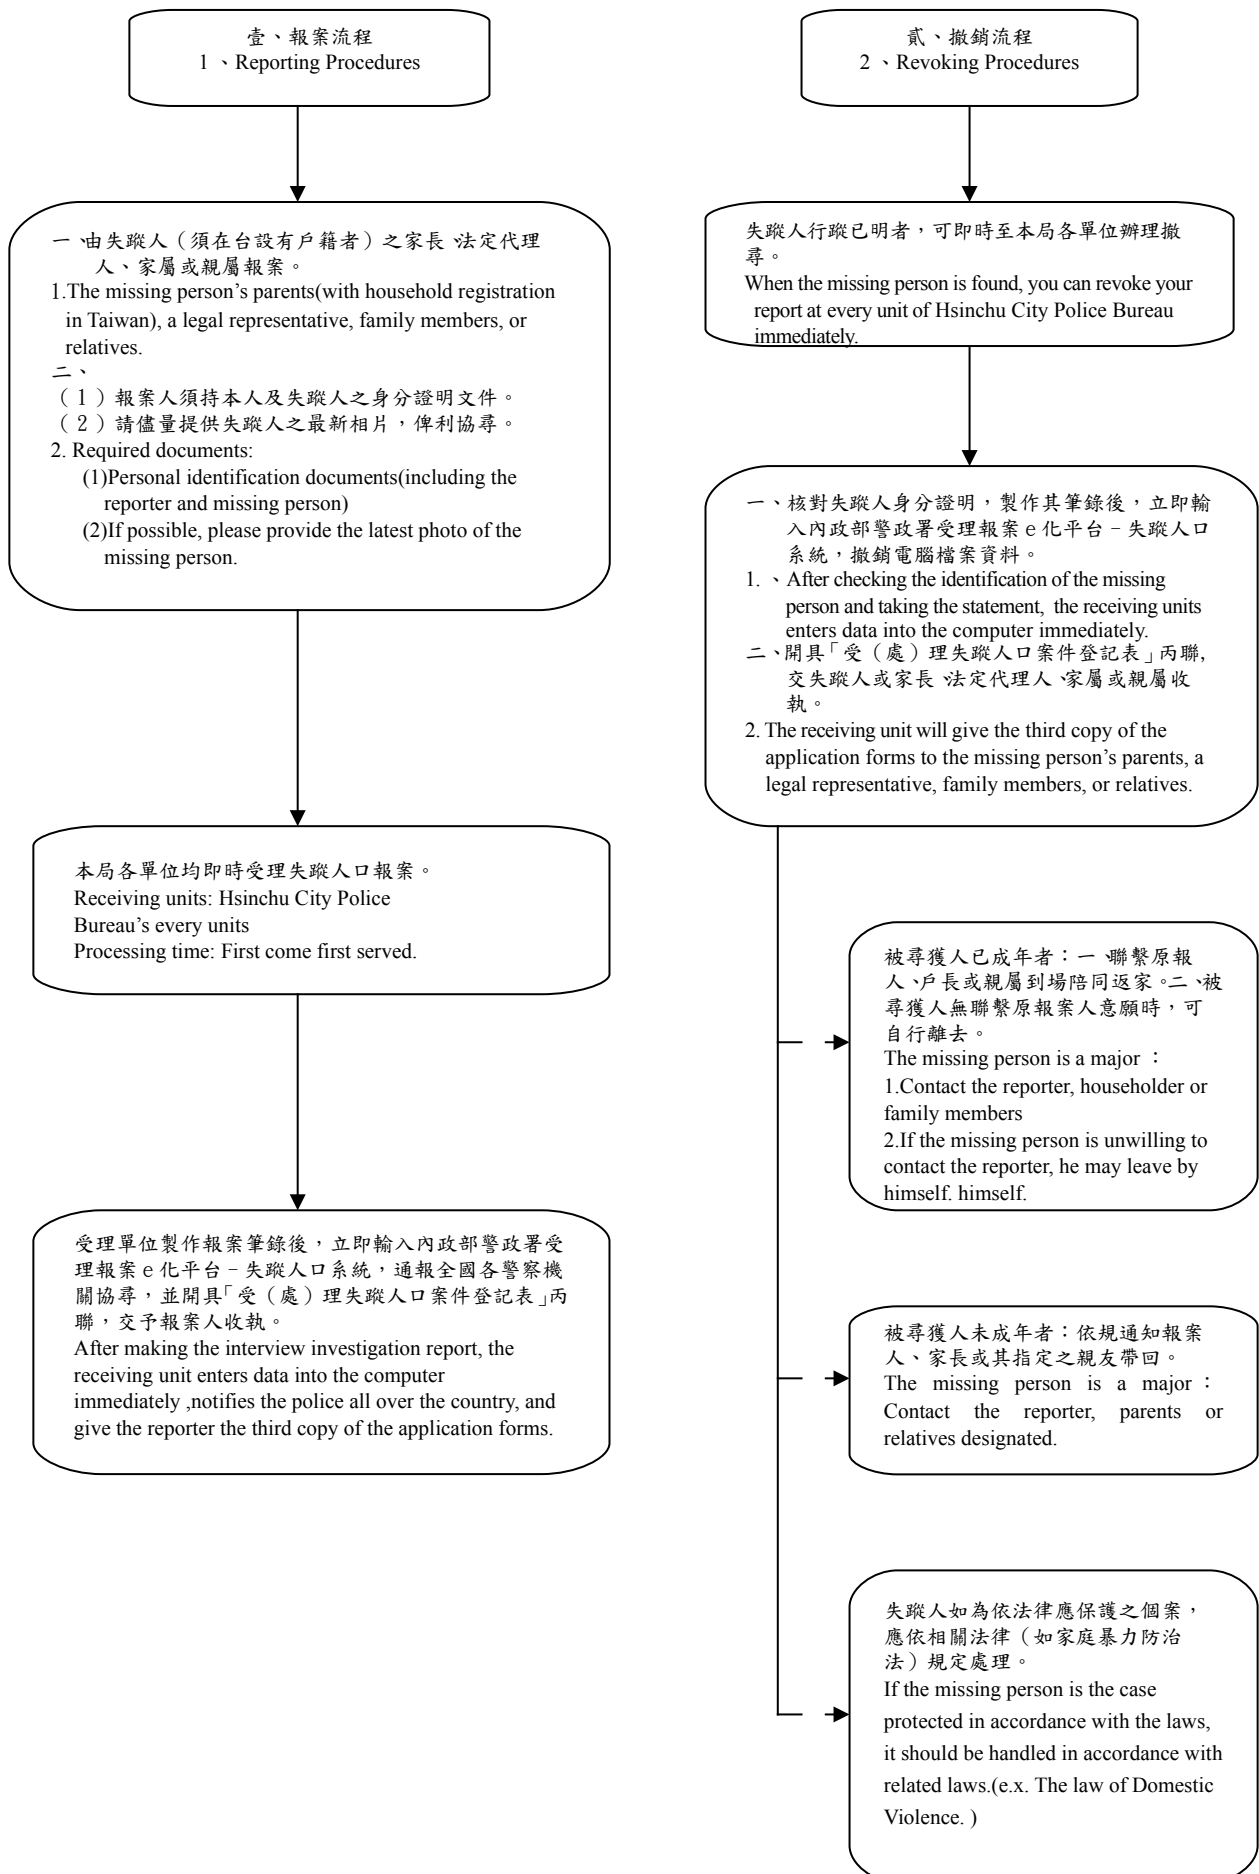 壹、報案流程
1 、Reporting Procedures
一、由失蹤人（須在台設有戶籍者）之家長、法定代理
人、家屬或親屬報案。
1.The missing person’s parents(with household registration
in Taiwan), a legal representative, family members, or
relatives.
二、
（1）報案人須持本人及失蹤人之身分證明文件。
（2）請儘量提供失蹤人之最新相片，俾利協尋。
2. Required documents:
(1)Personal identification documents(including the
reporter and missing person)
(2)If possible, please provide the latest photo of the
missing person.
本局各單位均即時受理失蹤人口報案。
Receiving units: Hsinchu City Police
Bureau’s every units
Processing time: First come first served.
受理單位製作報案筆錄後，立即輸入內政部警政署受
理報案e化平台–失蹤人口系統，通報全國各警察機
關協尋，並開具「受（處）理失蹤人口案件登記表」丙
聯，交予報案人收執。
After making the interview investigation report, the
receiving unit enters data into the computer
immediately ,notifies the police all over the country, and
give the reporter the third copy of the application forms.
貳、撤銷流程
2 、Revoking Procedures
失蹤人行蹤已明者，可即時至本局各單位辦理撤
尋。
When the missing person is found, you can revoke your
report at every unit of Hsinchu City Police Bureau
immediately.
一、核對失蹤人身分證明，製作其筆錄後，立即輸
入內政部警政署受理報案e化平台–失蹤人口
系統，撤銷電腦檔案資料。
1. 、After checking the identification of the missing
person and taking the statement, the receiving units
enters data into the computer immediately.
二、開具「受（處）理失蹤人口案件登記表」丙聯,
交失蹤人或家長、法定代理人、家屬或親屬收
執。
2. The receiving unit will give the third copy of the
application forms to the missing person’s parents, a
legal representative, family members, or relatives.
被尋獲人已成年者：一、聯繫原報
人、戶長或親屬到場陪同返家。二、被
尋獲人無聯繫原報案人意願時，可
自行離去。
The missing person is a major ：
1.Contact the reporter, householder or
family members
2.If the missing person is unwilling to
contact the reporter, he may leave by
himself. himself.
被尋獲人未成年者：依規通知報案
人、家長或其指定之親友帶回。
The missing person is a major：
Contact the reporter, parents or
relatives designated.
失蹤人如為依法律應保護之個案，
應依相關法律（如家庭暴力防治
法）規定處理。
If the missing person is the case
protected in accordance with the laws,
it should be handled in accordance with
related laws.(e.x. The law of Domestic
Violence. )